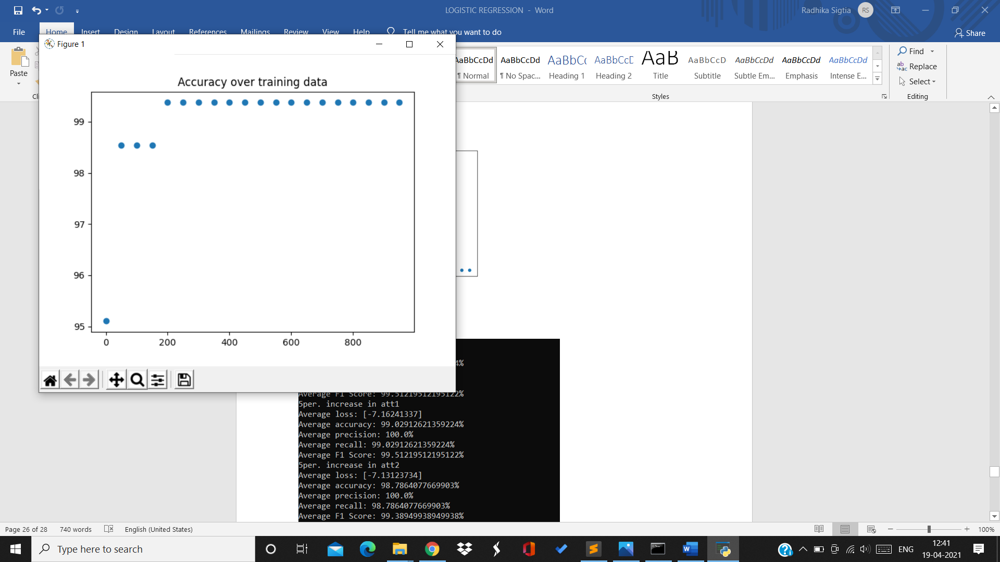 LOGISTIC REGRESSION - Word
Radhika Sigtia
RS
File
Home
Insert
Design
Layout
References
Mailings
Review
View
Help
Tell me what you want to do
Share
Figure 1
Paste
AaBbCcDd
¶ Normal
AaBbCcDd
¶ No Spac...
AaBbCc
Heading 1
AaBbCcD
Heading 2
AaB
Title
AaBbCcD
Subtitle
AaBbCcDd
Subtle Em...
AaBbCcDd
Emphasis
AaBbCcDd
Intense E...
Styles
Find
Replace
Select
Editing
Accuracy over training data
99
98
97
96
95
0 200 400 600 800
4%
Average F1 Score: 99.51219512195122%
5per. increase in att1
Average loss: [-7.16241337]
Average accuracy: 99.02912621359224%
Average precision: 100.0%
Average recall: 99.02912621359224%
Average F1 Score: 99.51219512195122%
5per. increase in att2
Average loss: [-7.13123734]
Average accuracy: 98.7864077669903%
Average precision: 100.0%
Average recall: 98.7864077669903%
Average F1 Score: 99.38949938949938%
Page 26 of 28
740 words
English (United States)
100%
Type here to search
ENG
12:41
19-04-2021